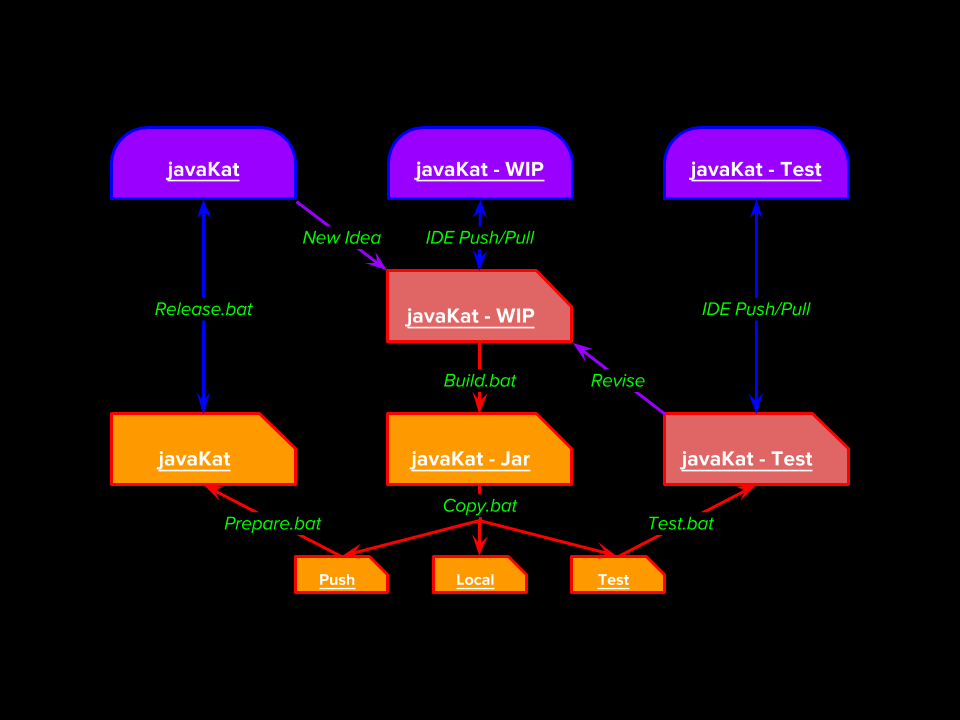 javaKat
javaKat - WIP
javaKat - Test
New Idea
IDE Push/Pull
Release.bat
javaKat - WIP
IDE Push/Pull
Build.bat
Revise
javaKat
javaKat - Jar
javaKat - Test
Copy.bat
Prepare.bat
Test.bat
Push
Local
Test